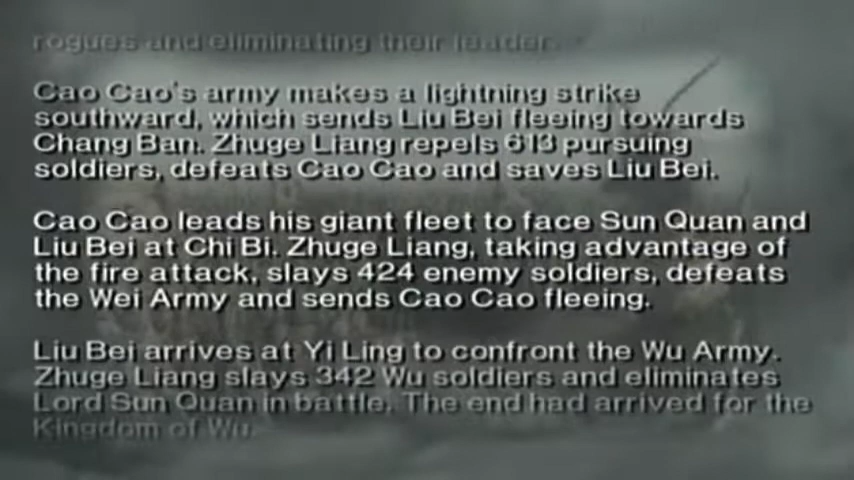 rogues and eliminating their leader.
Cao Cao's army makes a lightning strike
southward, which sends Liu Bei fleeing towards
Chang Ban. Zhuge Liang repels 613 pursuing
soldiers, defeats Cao Cao and saves Liu Bei.
Cao Cao leads his giant fleet to face Sun Quan and
Liu Bei at Chi Bi. Zhuge Liang, taking advantage of
the fire attack, slays 424 enemy soldiers, defeats
the Wei Army and sends Cao Cao fleeing.
Liu Bei arrives at Yi Ling to confront the Wu Army.
Zhuge Liang slays 342 Wu soldiers and eliminates
Lord Sun Quan in battle. The end had arrived for the
Kingdom of Wu.